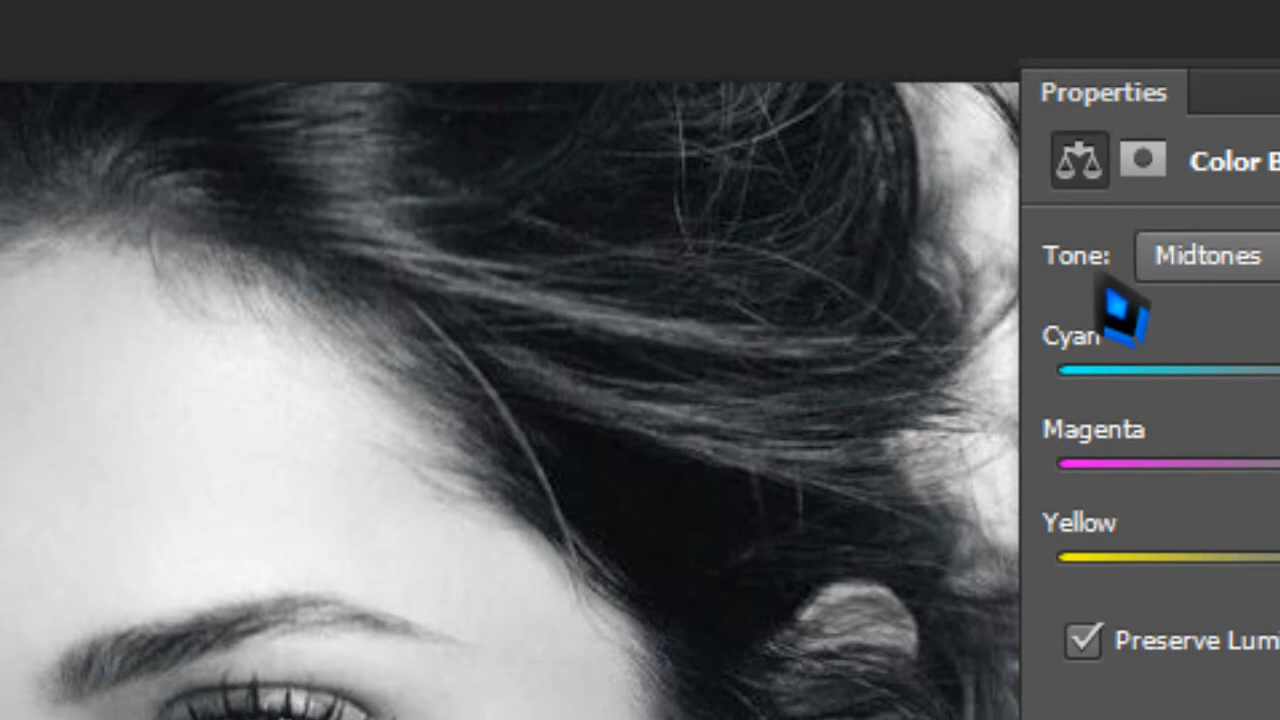 Properties
Color B
Tone: Midtones
Cyan
Magenta
Yellow
Preserve Lum